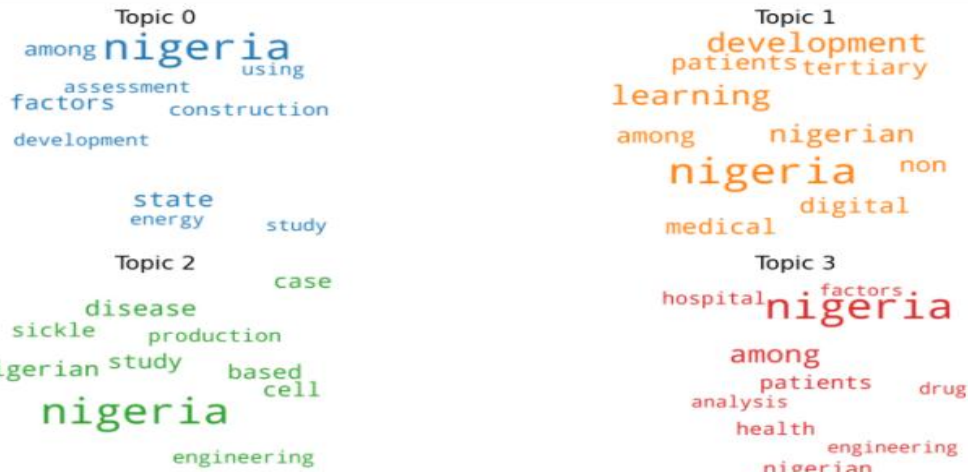 Topic 0
among nigeria
using
assessment
factors
construction
development
state
energy
study
Topic 1
development
patients tertiary
learning
among nigerian
nigeria non
digital
medical
Topic 2
case
disease
sickle
production
igerian study
based
cell
nigeria
engineering
Topic 3
hospital
factors
nigeria
among
patients
drug
analysis
health
engineering
nigerian